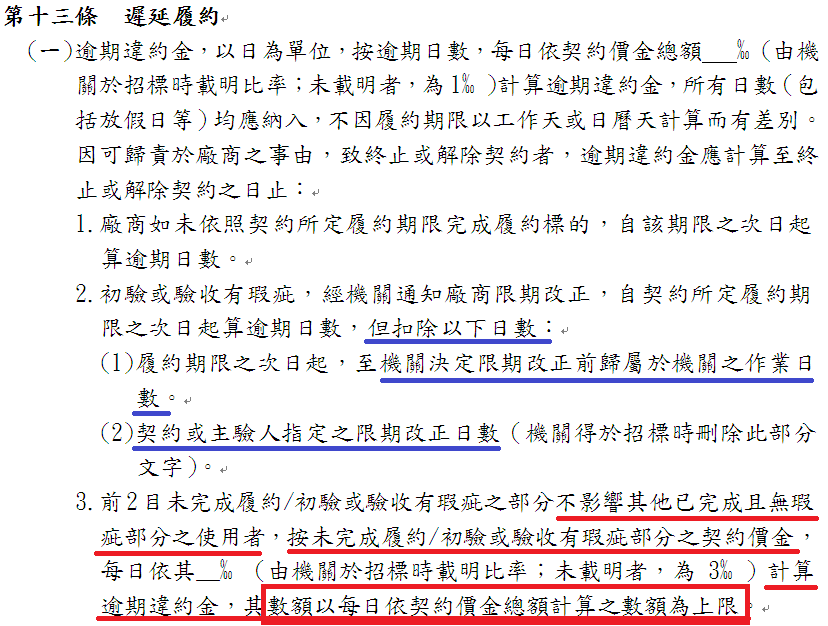 第十三條　遲延履約
(一)逾期違約金，以日為單位，按逾期日數，每日依契約價金總額___‰（由機
關於招標時載明比率；未載明者，為1‰）計算逾期違約金，所有日數（包
括放假日等）均應納入，不因履約期限以工作天或日曆天計算而有差別。
因可歸責於廠商之事由，致終止或解除契約者，逾期違約金應計算至終
止或解除契約之日止：
1.廠商如未依照契約所定履約期限完成履約標的，自該期限之次日起
算逾期日數。
2.初驗或驗收有瑕疵，經機關通知廠商限期改正，自契約所定履約期
限之次日起算逾期日數，但扣除以下日數：
(1)履約期限之次日起，至機關決定限期改正前歸屬於機關之作業日
數。
(2)契約或主驗人指定之限期改正日數（機關得於招標時刪除此部分
文字）。
3.前2目未完成履約/初驗或驗收有瑕疵之部分不影響其他已完成且無瑕
疵部分之使用者，按未完成履約/初驗或驗收有瑕疵部分之契約價金，
每日依其__‰（由機關於招標時載明比率；未載明者，為 3‰）計算
逾期違約金，其數額以每日依契約價金總額計算之數額為上限。